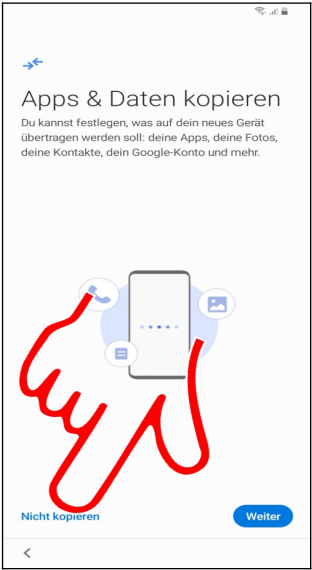 Apps & Daten kopieren
Du kannst festlegen, was auf dein neues Gerät
übertragen werden soll: deine Apps, deine Fotos,
deine Kontakte, dein Google-Konto und mehr.
Nicht kopieren
Weiter